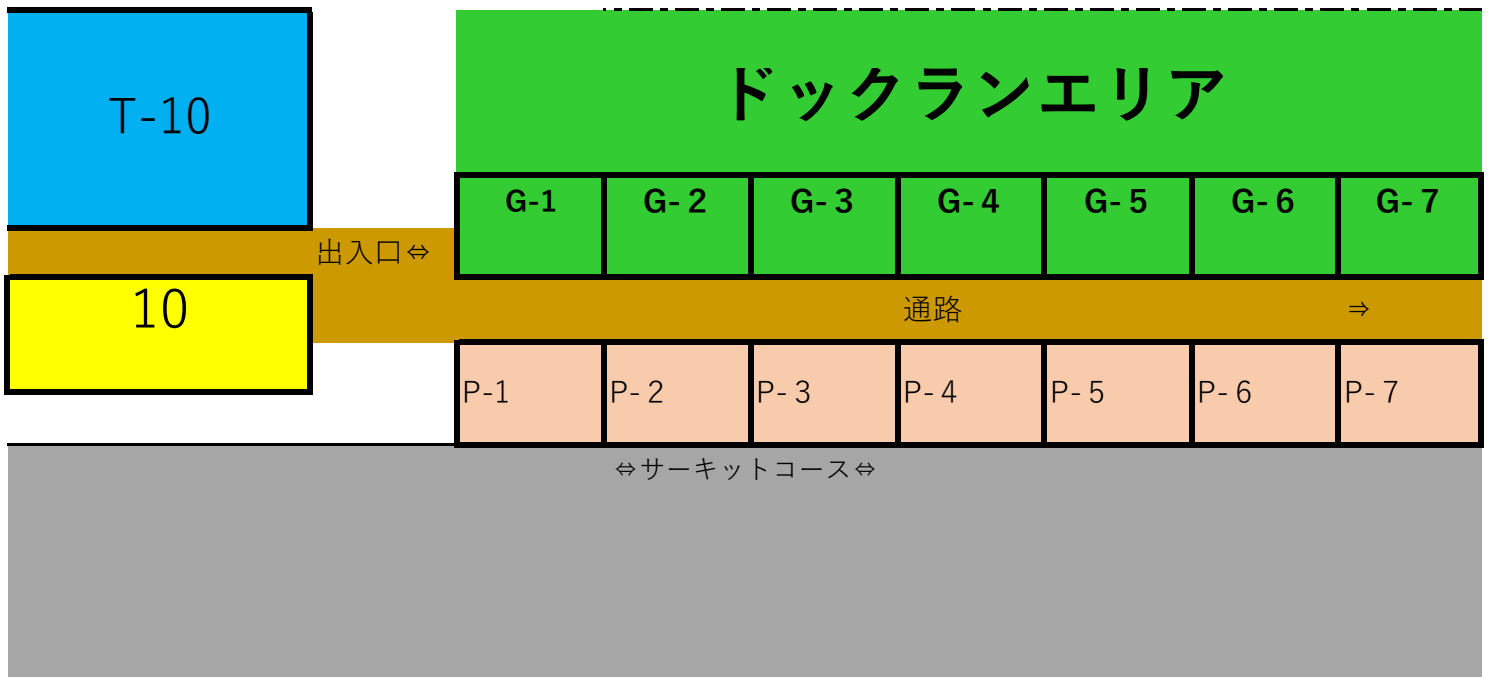 T-10
ドックランエリア
G-1
G-2
G-3
G-4
G-5
G-6
G-7
出入口⇔
10
通路
⇒
P-1
P-2
P-3
P-4
P-5
P-6
P-7
⇔サーキットコース⇔